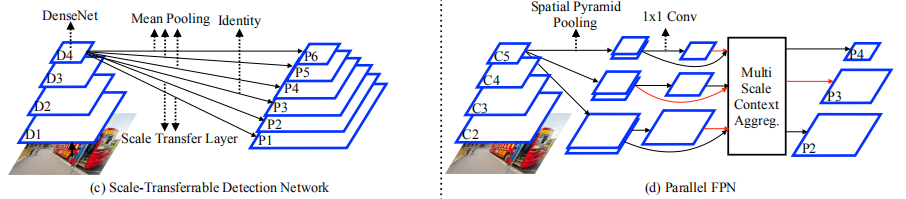 DenseNet
Mean Pooling
Identity
D4
D3
D2
D1
P6
P5
P4
P3
P2
P1
Scale Transfer Layer
(c) Scale-Transferrable Detection Network
Spatial Pyramid
Pooling
1x1 Conv
C5
C4
C3
C2
Multi
Scale
Context
Aggreg.
P4
P3
P2
(d) Parallel FPN